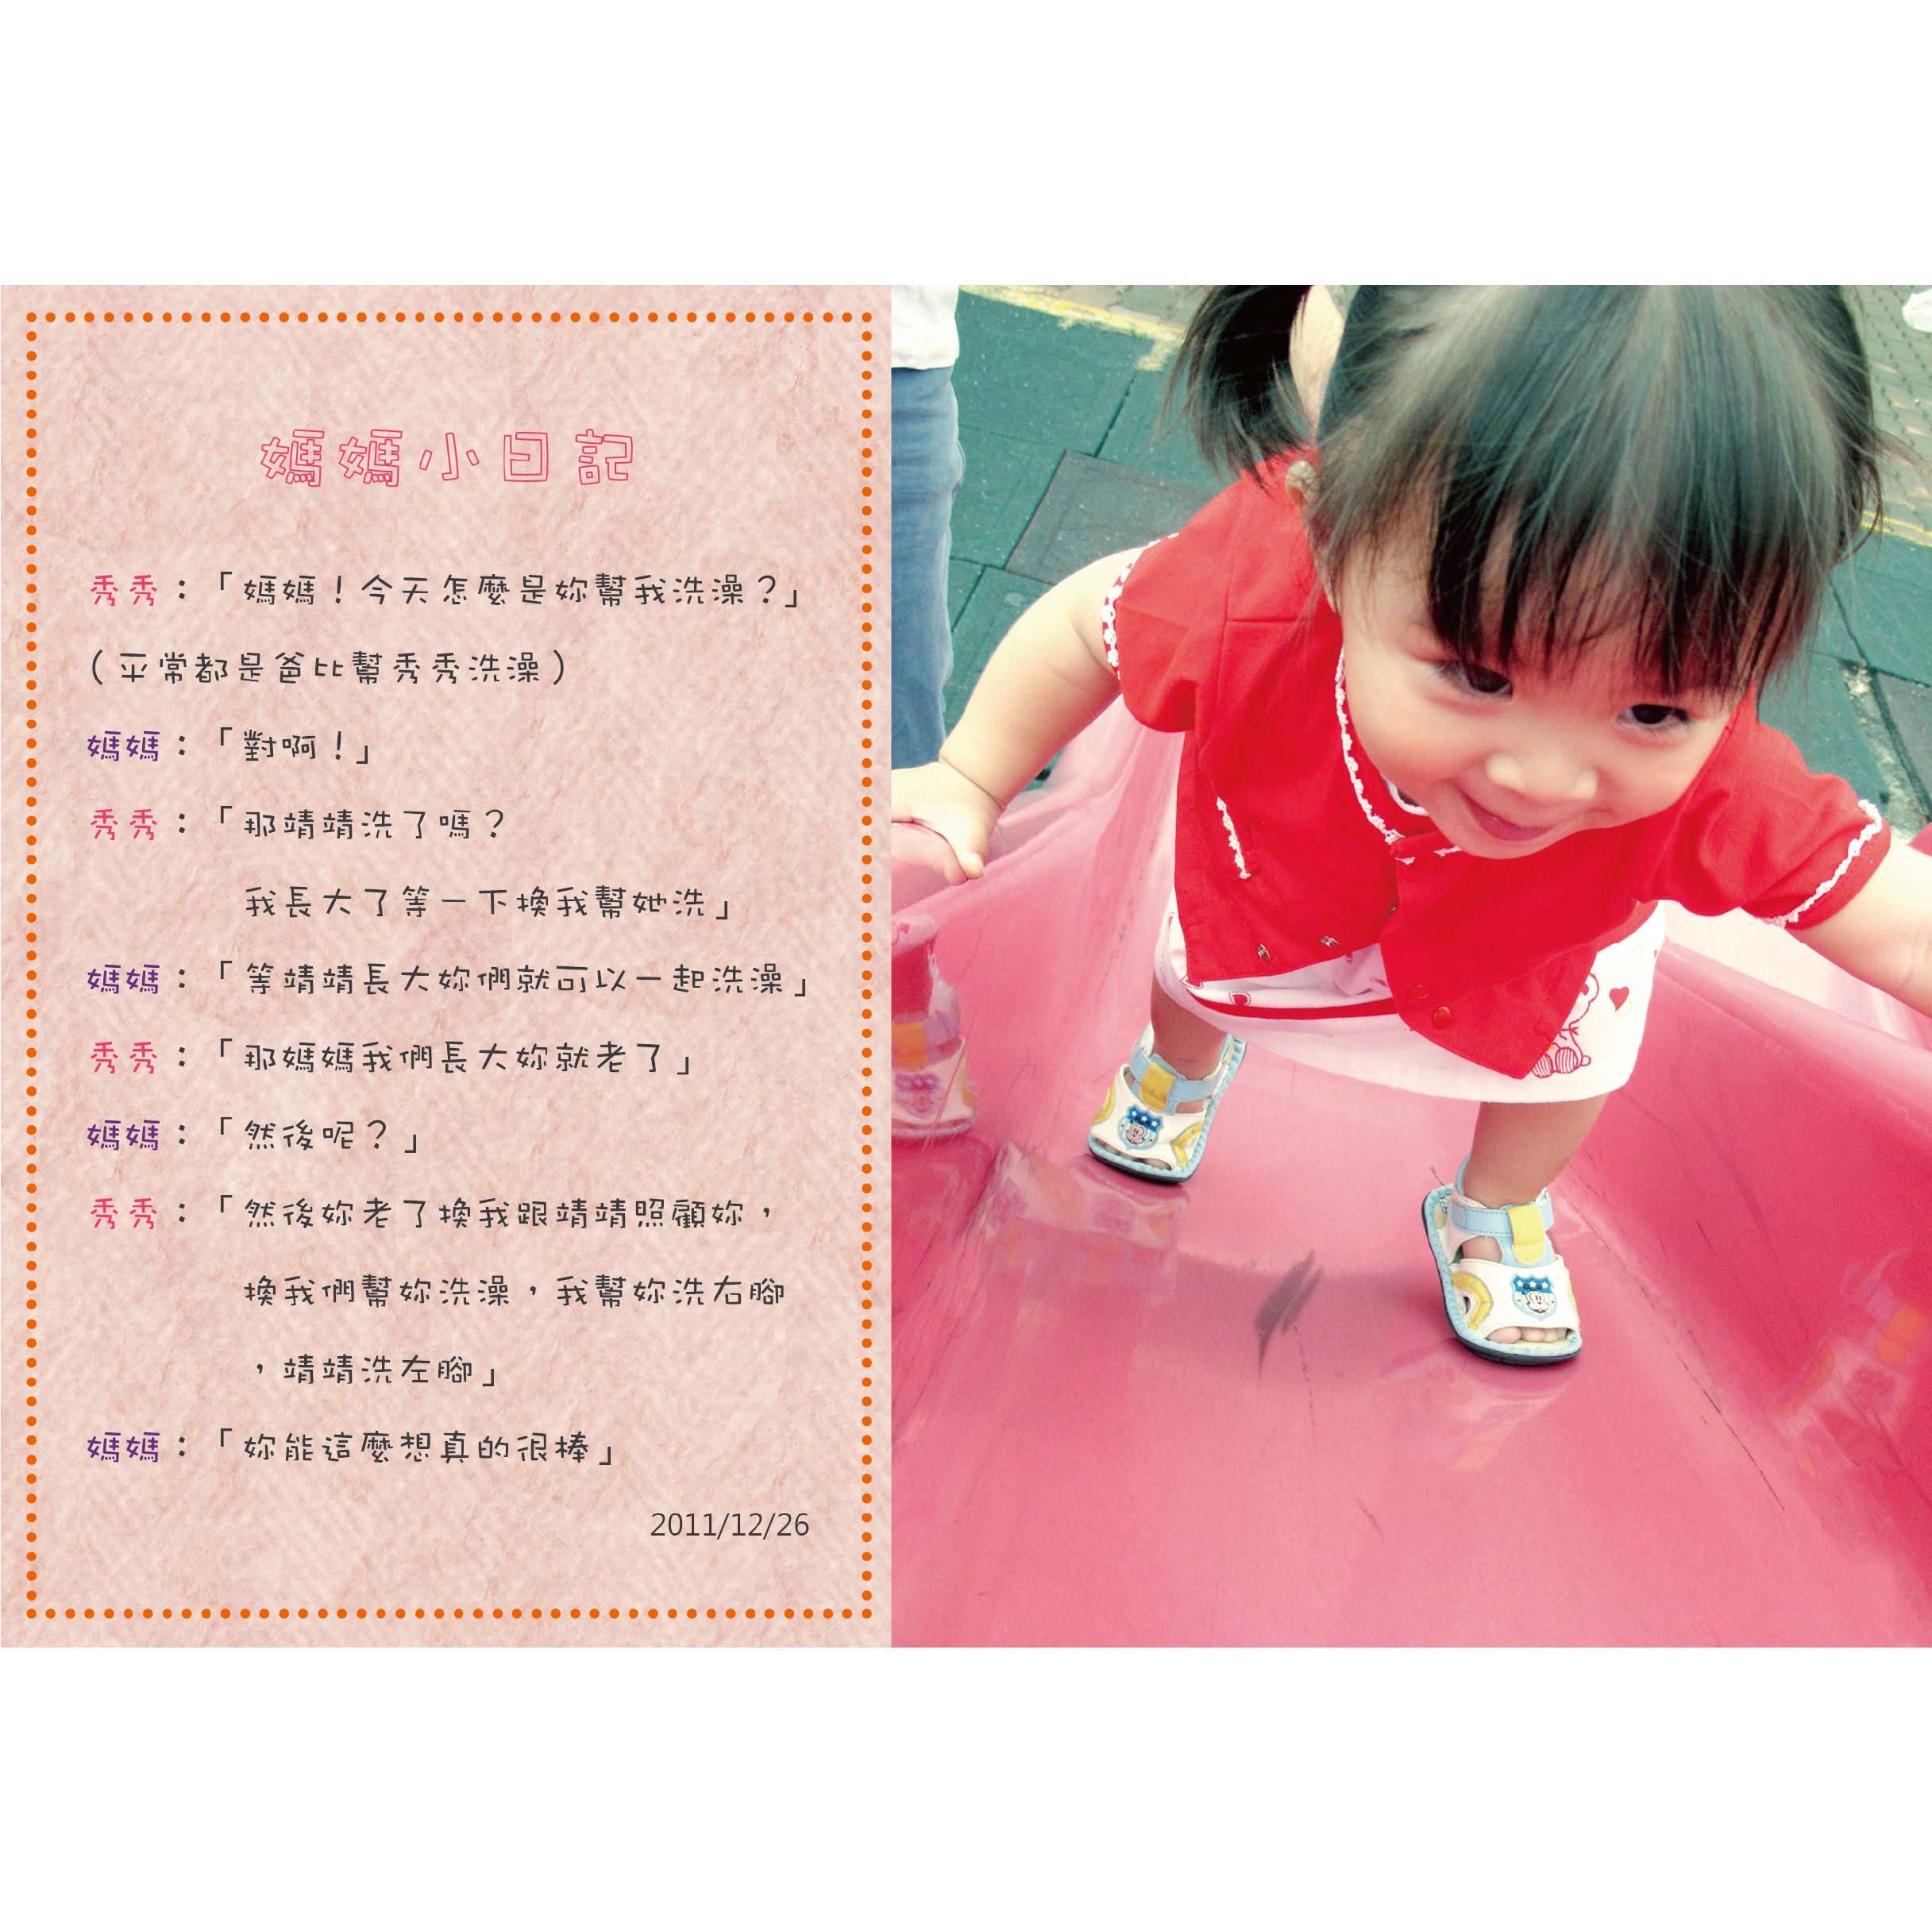 媽媽小日記
秀秀：「媽媽！今天怎麼是妳幫我洗澡？」
（平常都是爸比幫秀秀洗澡）
媽媽：「對啊！」
秀秀：「那靖靖洗了嗎？
我長大了等一下換我幫她洗」
媽媽：「等靖靖長大妳們就可以一起洗澡」
秀秀：「那媽媽我們長大妳就老了」
媽媽：「然後呢？」
秀秀：「然後妳老了換我跟靖靖照顧妳，
換我們幫妳洗澡，我幫妳洗右腳
，靖靖洗左腳」
媽媽：「妳能這麼想真的很棒」
2011/12/26